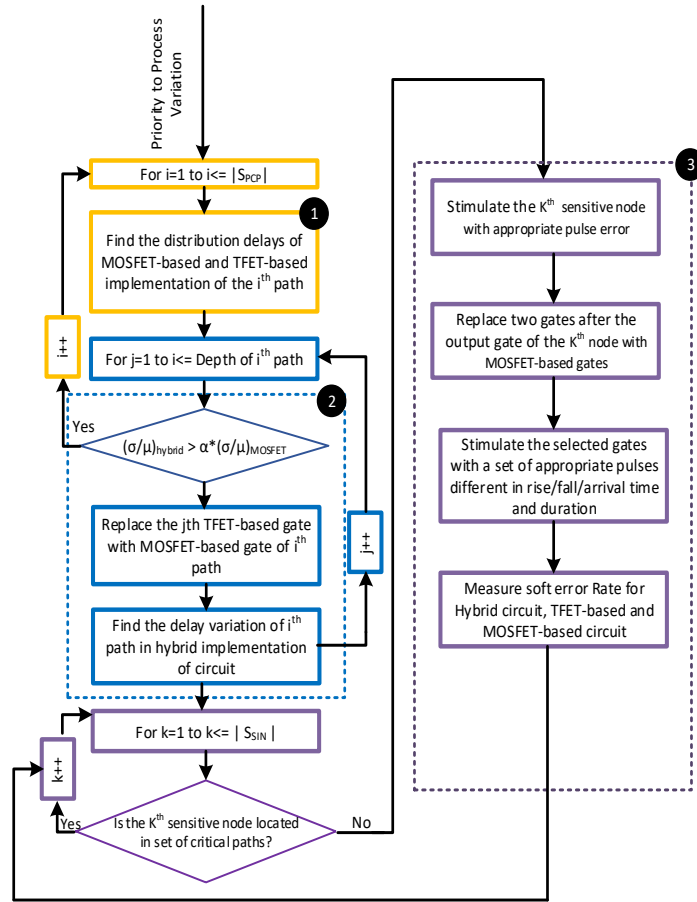 Priority to Process
Variation
For i=1 to i<= |SPCP|
1
Find the distribution delays of
MOSFET-based and TFET-based
implementation of the ith path
i++
For j=1 to i<= Depth of ith path
2
Yes
(σ/μ)hybrid > α*(σ/μ)MOSFET
Replace the jth TFET-based gate
with MOSFET-based gate of ith
path
j++
Find the delay variation of ith
path in hybrid implementation
of circuit
For k=1 to k<= | SSIN |
k++
Yes
Is the Kth sensitive node located
in set of critical paths?
No
3
Stimulate the Kth sensitive node
with appropriate pulse error
Replace two gates after the
output gate of the Kth node with
MOSFET-based gates
Stimulate the selected gates
with a set of appropriate pulses
different in rise/fall/arrival time
and duration
Measure soft error Rate for
Hybrid circuit, TFET-based and
MOSFET-based circuit